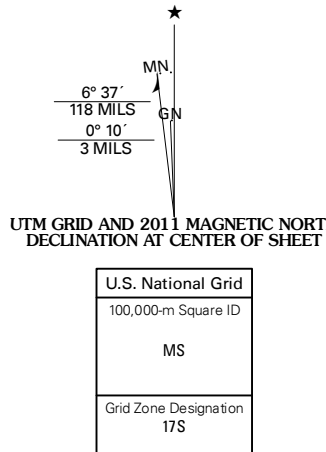 ★
MN.
6° 37´
118 MILS
GN
0° 10´
3 MILS
UTM GRID AND 2011 MAGNETIC NORT
DECLINATION AT CENTER OF SHEET
U.S. National Grid
100,000-m Square ID
MS
Grid Zone Designation
17S